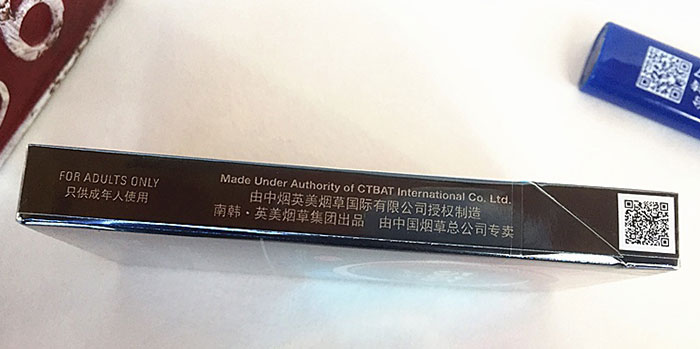 FOR ADULTS ONLY
只供成年人使用
Made Under Authority of CTBAT International Co. Ltd.
由中烟英美烟草国际有限公司授权制造
南韩·英美烟草集团出品 由中国烟草总公司专卖